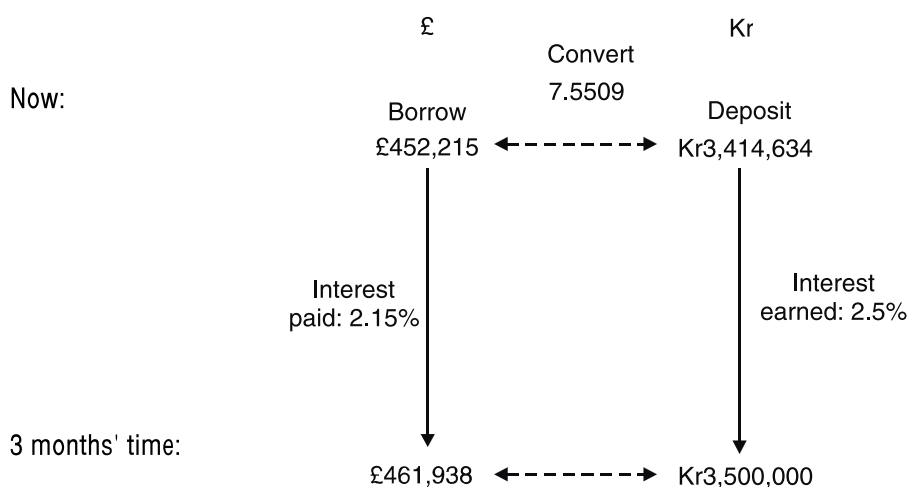 £ Kr
Convert
7.5509
Now:
Borrow Deposit
£452,215 Kr3,414,634
Interest
paid: 2.15%
Interest
earned: 2.5%
3 months' time:
£461,938 Kr3,500,000